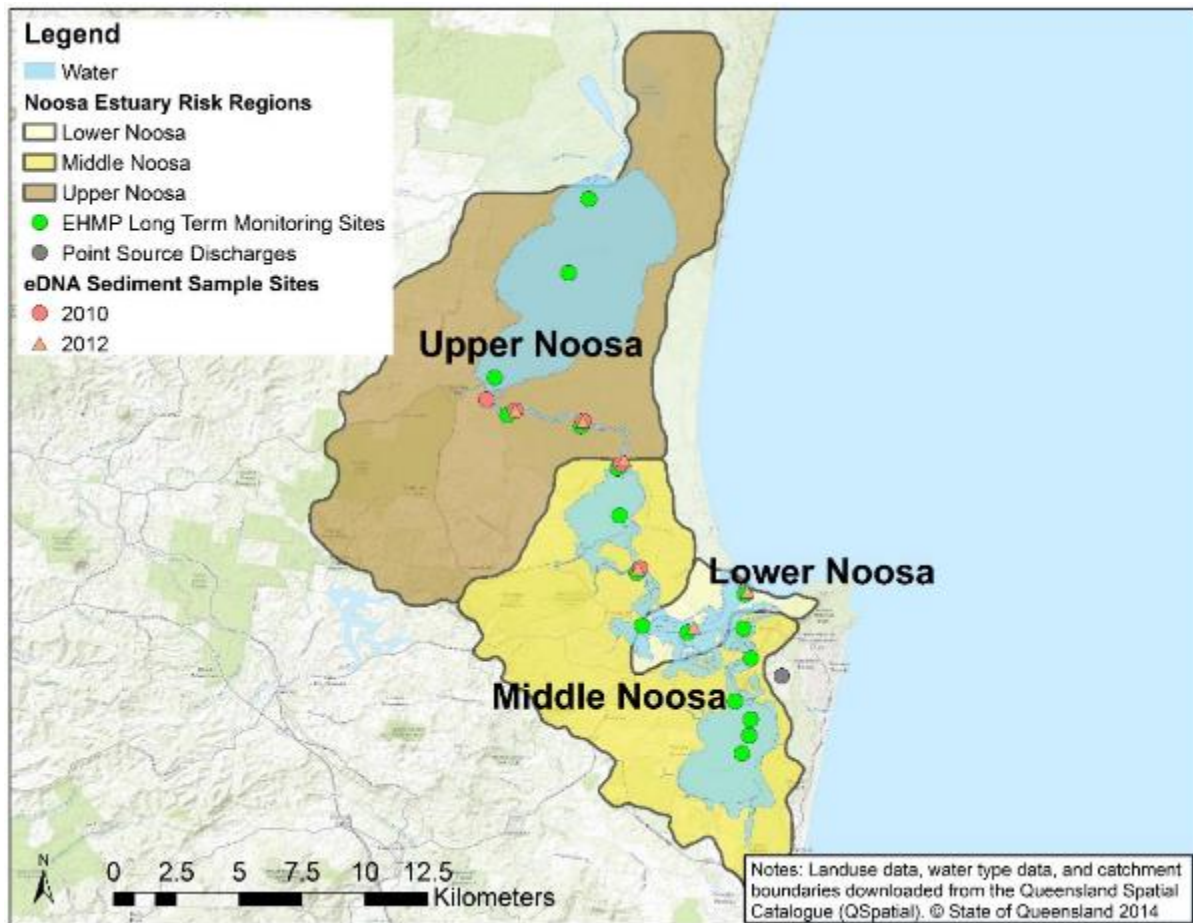 Legend
Water
Noosa Estuary Risk Regions
Lower Noosa
Middle Noosa
Upper Noosa
EHMP Long Term Monitoring Sites
Point Source Discharges
eDNA Sediment Sample Sites
2010
2012
Upper Noosa
Lower Noosa
Middle Noosa
N
0 2.5 5 7.5 10 12.5
Kilometers
Notes: Landuse data, water type data, and catchment
boundaries downloaded from the Queensland Spatial
Catalogue (QSpatial). © State of Queensland 2014